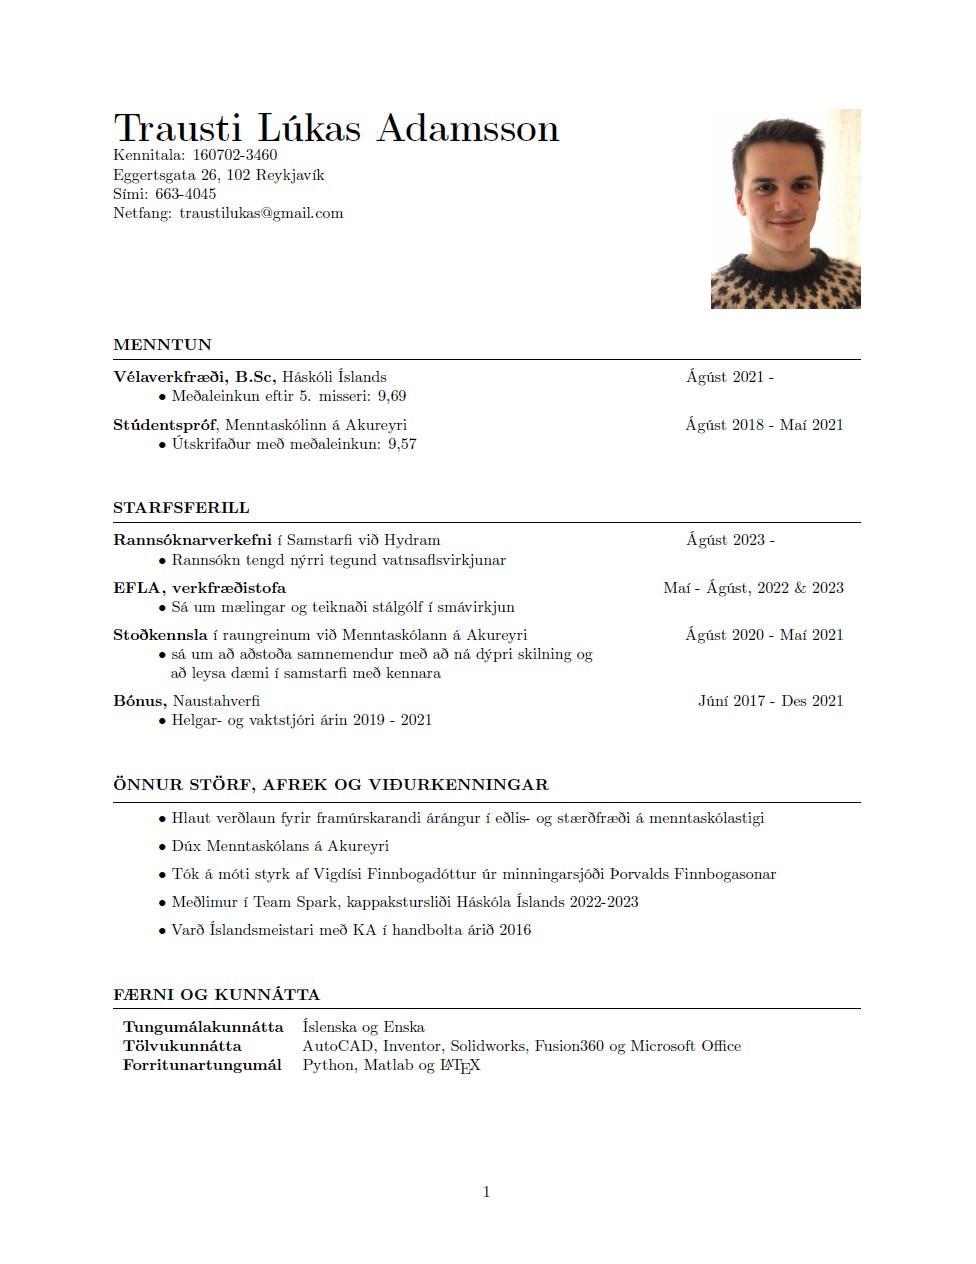 Trausti Lúkas Adamsson
Kennitala: 160702-3460
Eggertsgata 26, 102 Reykjavík
Sími: 663-4045
Netfang: traustilukas@gmail.com
MENNTUN
Vélaverkfræði, B.Sc, Háskóli Íslands Ágúst 2021 -
• Meðaleinkun eftir 5. misseri: 9,69
Stúdentspróf, Menntaskólinn á Akureyri Ágúst 2018 - Maí 2021
• Útskrifaður með meðaleinkun: 9,57
STARFSFERILL
Rannsóknarverkefni í Samstarfi við Hydram Ágúst 2023 -
• Rannsókn tengd nýrri tegund vatnsaflsvirkjunar
EFLA, verkfræðistofa Maí - Ágúst, 2022 & 2023
• Sá um mælingar og teiknaði stálgólf í smávirkjun
Stoðkennsla í raungreinum við Menntaskólann á Akureyri Ágúst 2020 - Maí 2021
• sá um að aðstoða samnemendur með að ná dýpri skilning og
að leysa dæmi í samstarfi með kennara
Bónus, Naustahverfi Júní 2017 - Des 2021
• Helgar- og vaktstjóri árin 2019 - 2021
ÖNNUR STÖRF, AFREK OG VIÐURKENNINGAR
• Hlaut verðlaun fyrir framúrskarandi árángur í eðlis- og stærðfræði á menntaskólastigi
• Dúx Menntaskólans á Akureyri
• Tók á móti styrk af Vigdísi Finnbogadóttur úr minningarsjóði Þorvalds Finnbogasonar
• Meðlimur í Team Spark, kappakstursliði Háskóla Íslands 2022-2023
• Varð Íslandsmeistari með KA í handbolta árið 2016
FÆRNI OG KUNNÁTTA
Tungumálakunnátta Íslenska og Enska
Tölvukunnátta AutoCAD, Inventor, Solidworks, Fusion360 og Microsoft Office
Forritunartungumál Python, Matlab og LATEX
1